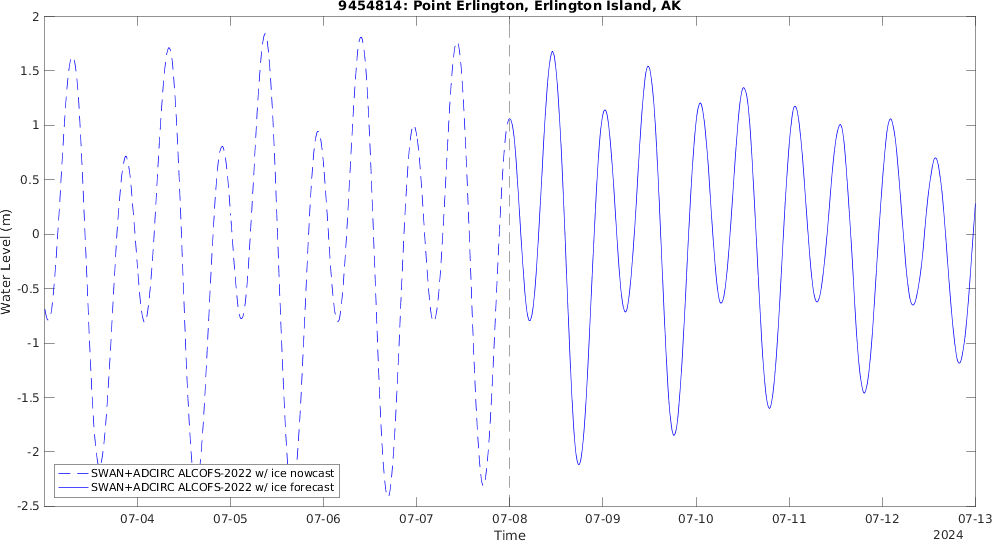 9454814: Point Erlington, Erlington Island, AK
2
1.5
1
0.5
0
-0.5
-1
-1.5
-2
-2.5
Water Level (m)
SWAN+ADCIRC ALCOFS-2022 w/ ice nowcast
SWAN+ADCIRC ALCOFS-2022 w/ ice forecast
07-04 07-05 07-06 07-07 07-08 07-09 07-10 07-11 07-12 07-13
Time
2024